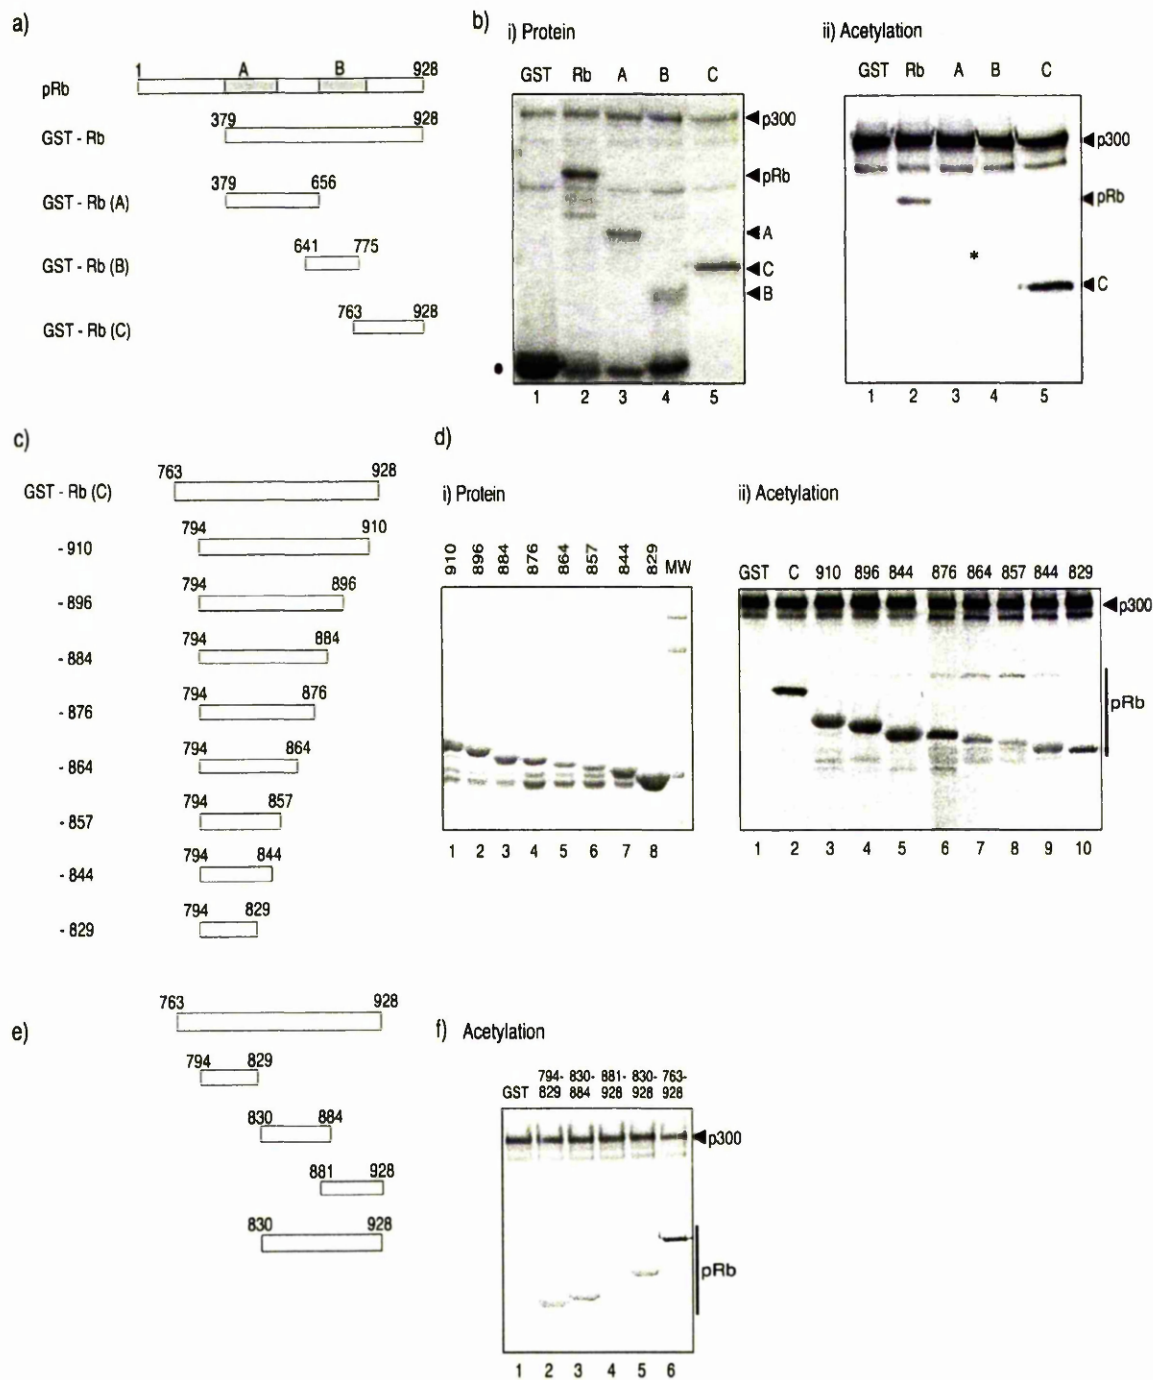 a)
1 A B 928
pRb
379 928
GST - Rb
379 656
GST - Rb (A)
641 775
GST - Rb (B)
763 928
GST - Rb (C)
b)
i) Protein
GST Rb A B C
p300
pRb
A
C
B
1 2 3 4 5
ii) Acetylation
GST Rb A B C
p300
pRb
*
C
1 2 3 4 5
c)
763 928
GST - Rb (C)
794 910
- 910
794 896
- 896
794 884
- 884
794 876
- 876
794 864
- 864
794 857
- 857
794 844
- 844
794 829
- 829
d)
i) Protein
910 896 884 876 864 857 844 829 MW
1 2 3 4 5 6 7 8
ii) Acetylation
GST C 910 896 844 876 864 857 844 829
p300
pRb
1 2 3 4 5 6 7 8 9 10
e)
763 928
794 829
830 884
881 928
830 928
f) Acetylation
794- 830- 881- 830- 763-
GST 829 884 928 928 928
p300
pRb
1 2 3 4 5 6